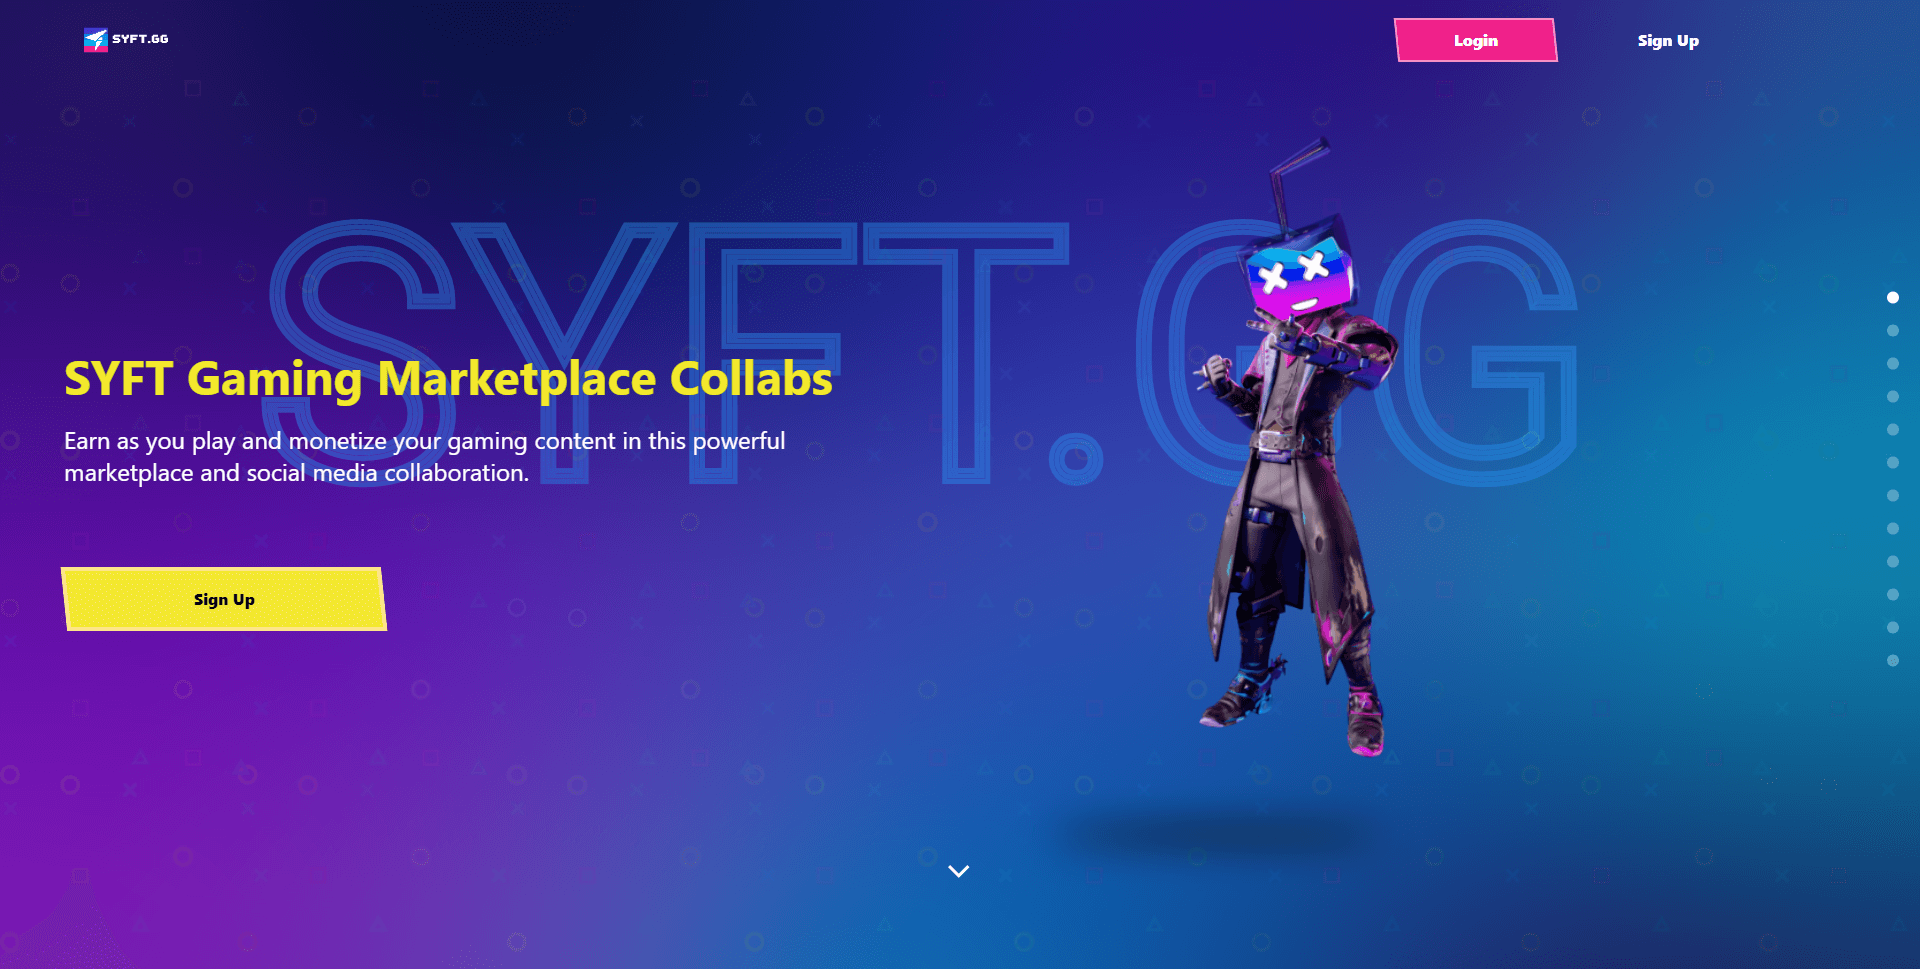 SYFT.GG
Login
Sign Up
SYFT.GG
SYFT Gaming Marketplace Collabs
Earn as you play and monetize your gaming content in this powerful
marketplace and social media collaboration.
Sign Up